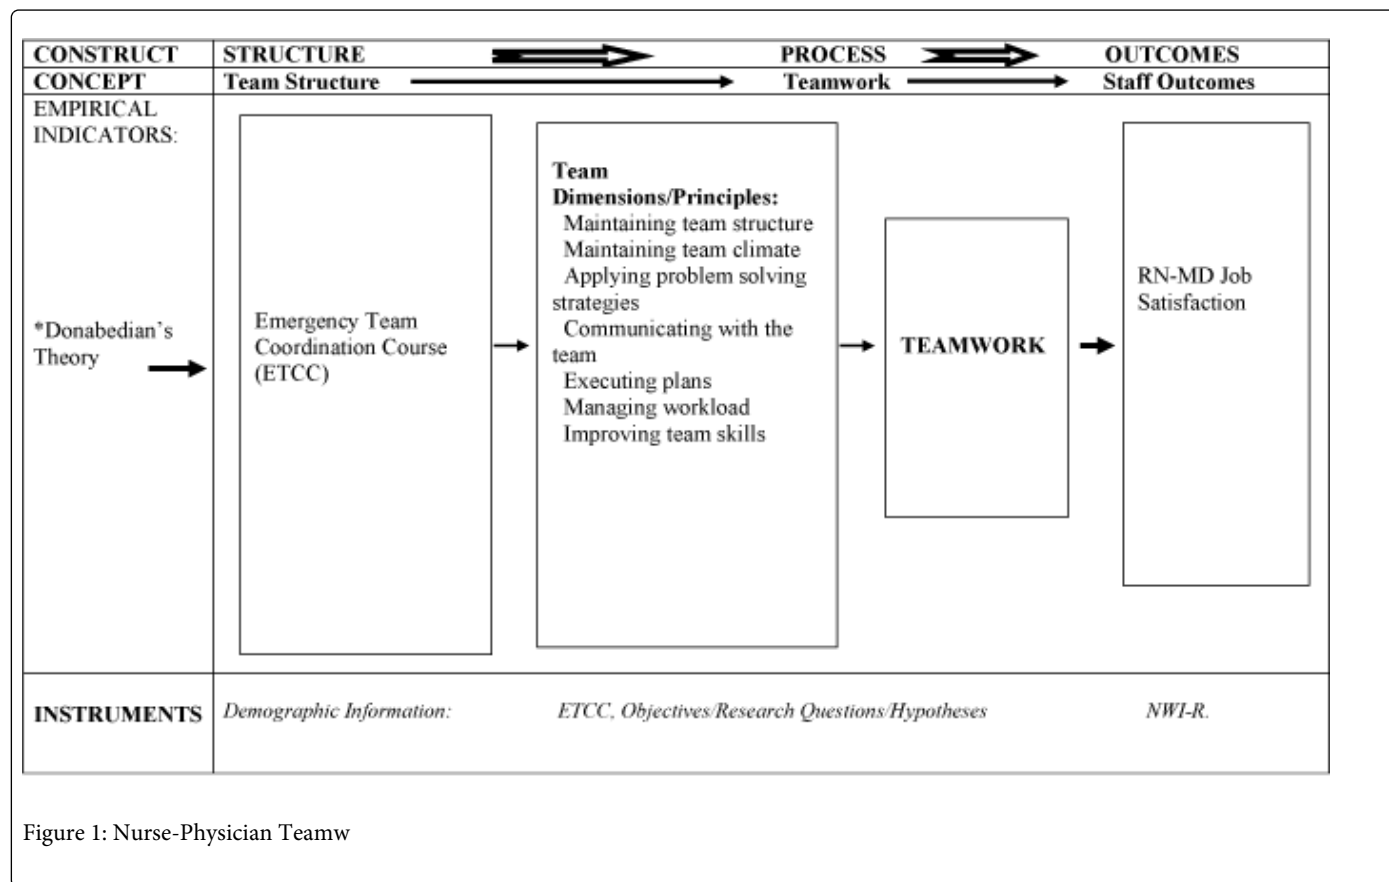 CONSTRUCT STRUCTURE PROCESS OUTCOMES
CONCEPT Team Structure Teamwork Staff Outcomes
EMPIRICAL
INDICATORS:
*Donabedian's
Theory
Emergency Team
Coordination Course
(ETCC)
Team
Dimensions/Principles:
Maintaining team structure
Maintaining team climate
Applying problem solving
strategies
Communicating with the
team
Executing plans
Managing workload
Improving team skills
TEAMWORK
RN-MD Job
Satisfaction
INSTRUMENTS Demographic Information: ETCC, Objectives/Research Questions/Hypotheses NWI-R.
Figure 1: Nurse-Physician Teamw